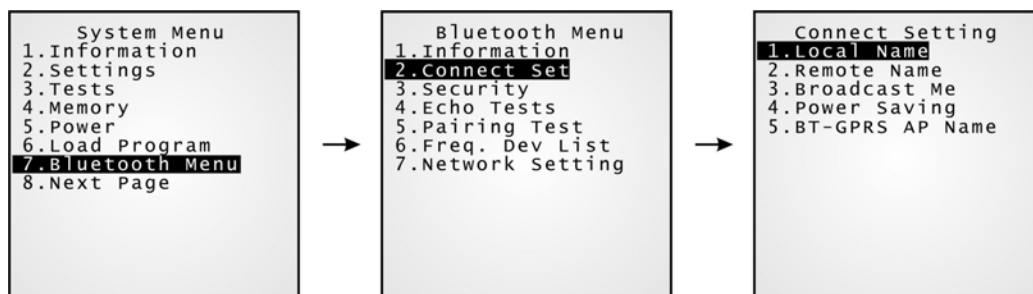 System Menu
1.Information
2.Settings
3.Tests
4.Memory
5.Power
6.Load Program
7.Bluetooth Menu
8.Next Page
Bluetooth Menu
1.Information
2.Connect Set
3.Security
4.Echo Tests
5.Pairing Test
6.Freq. Dev List
7.Network Setting
Connect Setting
1.Local Name
2.Remote Name
3.Broadcast Me
4.Power Saving
5.BT-GPRS AP Name